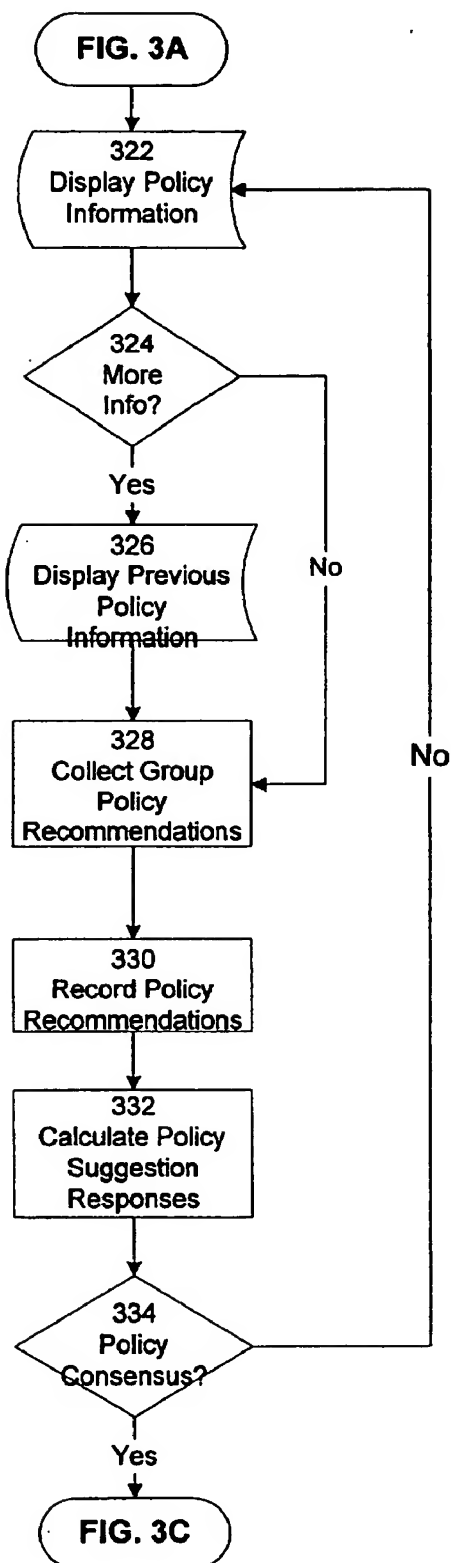 FIG. 3A
322
Display Policy
Information
324
More
Info?
Yes
No
326
Display Previous
Policy
Information
328
Collect Group
Policy
Recommendations
No
330
Record Policy
Recommendations
332
Calculate Policy
Suggestion
Responses
334
Policy
Consensus?
Yes
FIG. 3C